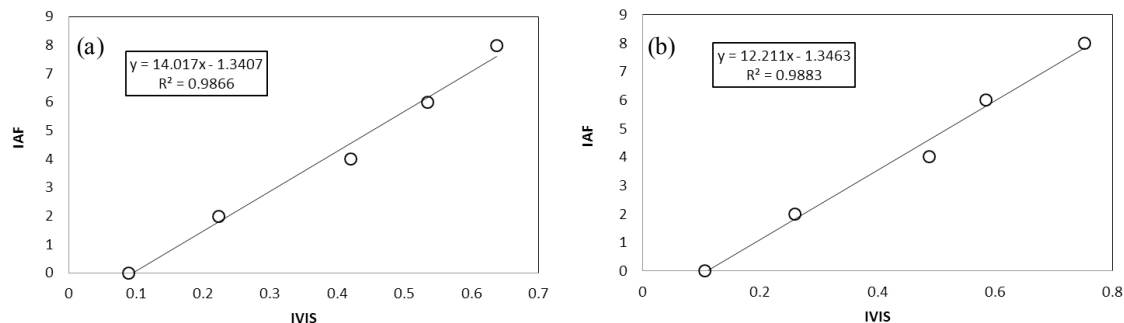 (a)
y = 14.017x - 1.3407
R² = 0.9866
IAF
9
8
7
6
5
4
3
2
1
0
0 0.1 0.2 0.3 0.4 0.5 0.6 0.7
IVIS
(b)
y = 12.211x - 1.3463
R² = 0.9883
IAF
9
8
7
6
5
4
3
2
1
0
0 0.2 0.4 0.6 0.8
IVIS